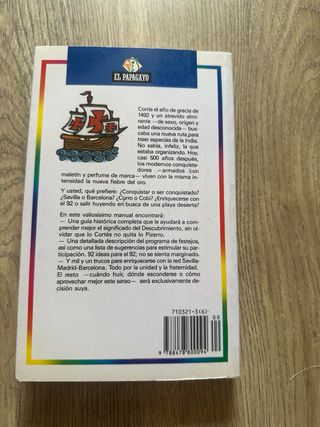 EL PAPAGAYO
Corría el año de gracia de
1492 y un atrevido almi-
rante —de sexo, origen y
edad desconocida— bus-
caba una nueva ruta, para
traer especias de la India.
No sabía, infeliz, la que
estaba organizando. Hoy,
casi 500 años después,
los modernos conquista-
dores —armados con
maletín y perfume de marca— viven con la misma in-
tensidad la nueva fiebre del oro.
Y usted, qué prefiere: ¿Conquistar o ser conquistado?
¿Sevilla o Barcelona? ¿Curro o Cobi? ¿Enriquecerse con
el 92 o salir huyendo en busca de una playa desierta?
En este valiosísimo manual encontrará:
— Una guía histórica completa que le ayudará a com-
prender mejor el significado del Descubrimiento, sin ol-
vidar que lo Cortés no quita lo Pizarro.
— Una detallada descripción del programa de festejos,
así como una lista de sugerencias para estimular su par-
ticipación. 92 ideas para el 92; no se sienta marginado.
— Y mil y un trucos para enriquecerse con la red Sevilla-
Madrid-Barcelona. Todo por la unidad y la fraternidad.
El resto —cuándo huir, dónde esconderse o cómo
aprovechar mejor este sarao— será exclusivamente de-
cisión suya.
710321-3(6)
00
9 788478 800094